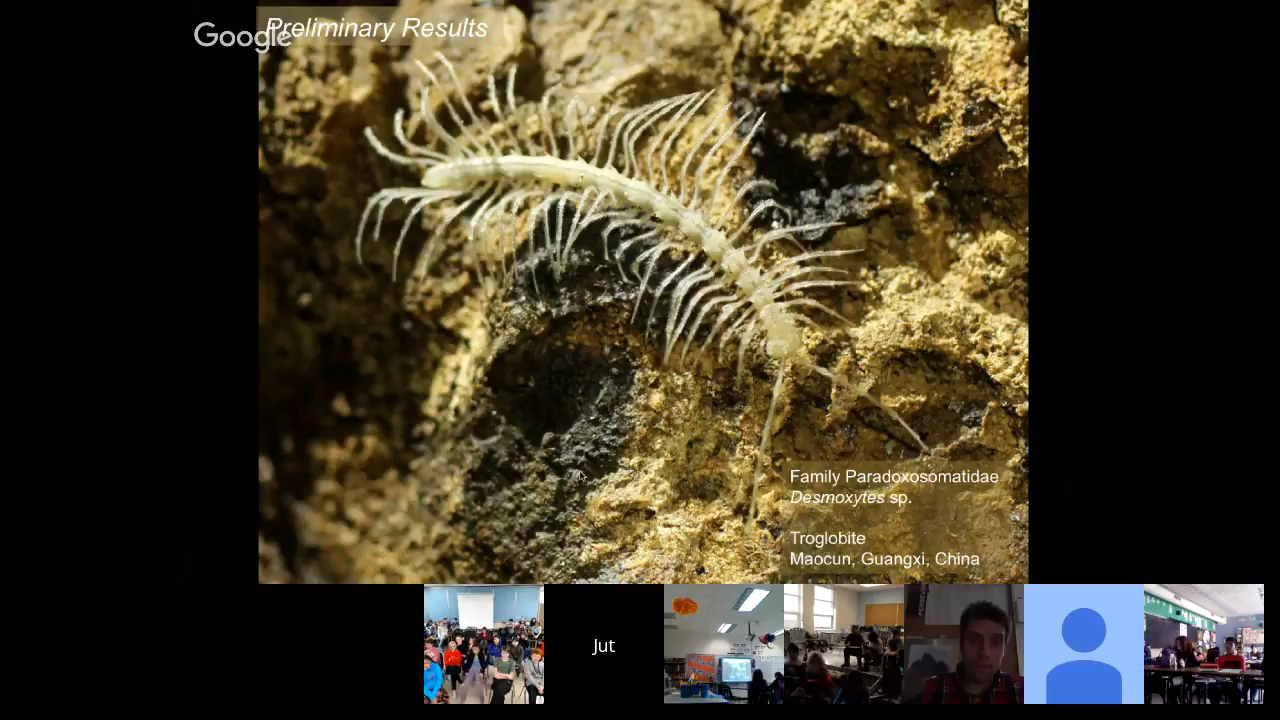 Google
Preliminary Results
Family Paradoxosomatidae
Desmoxytes sp.
Troglobite
Maocun, Guangxi, China
Jut